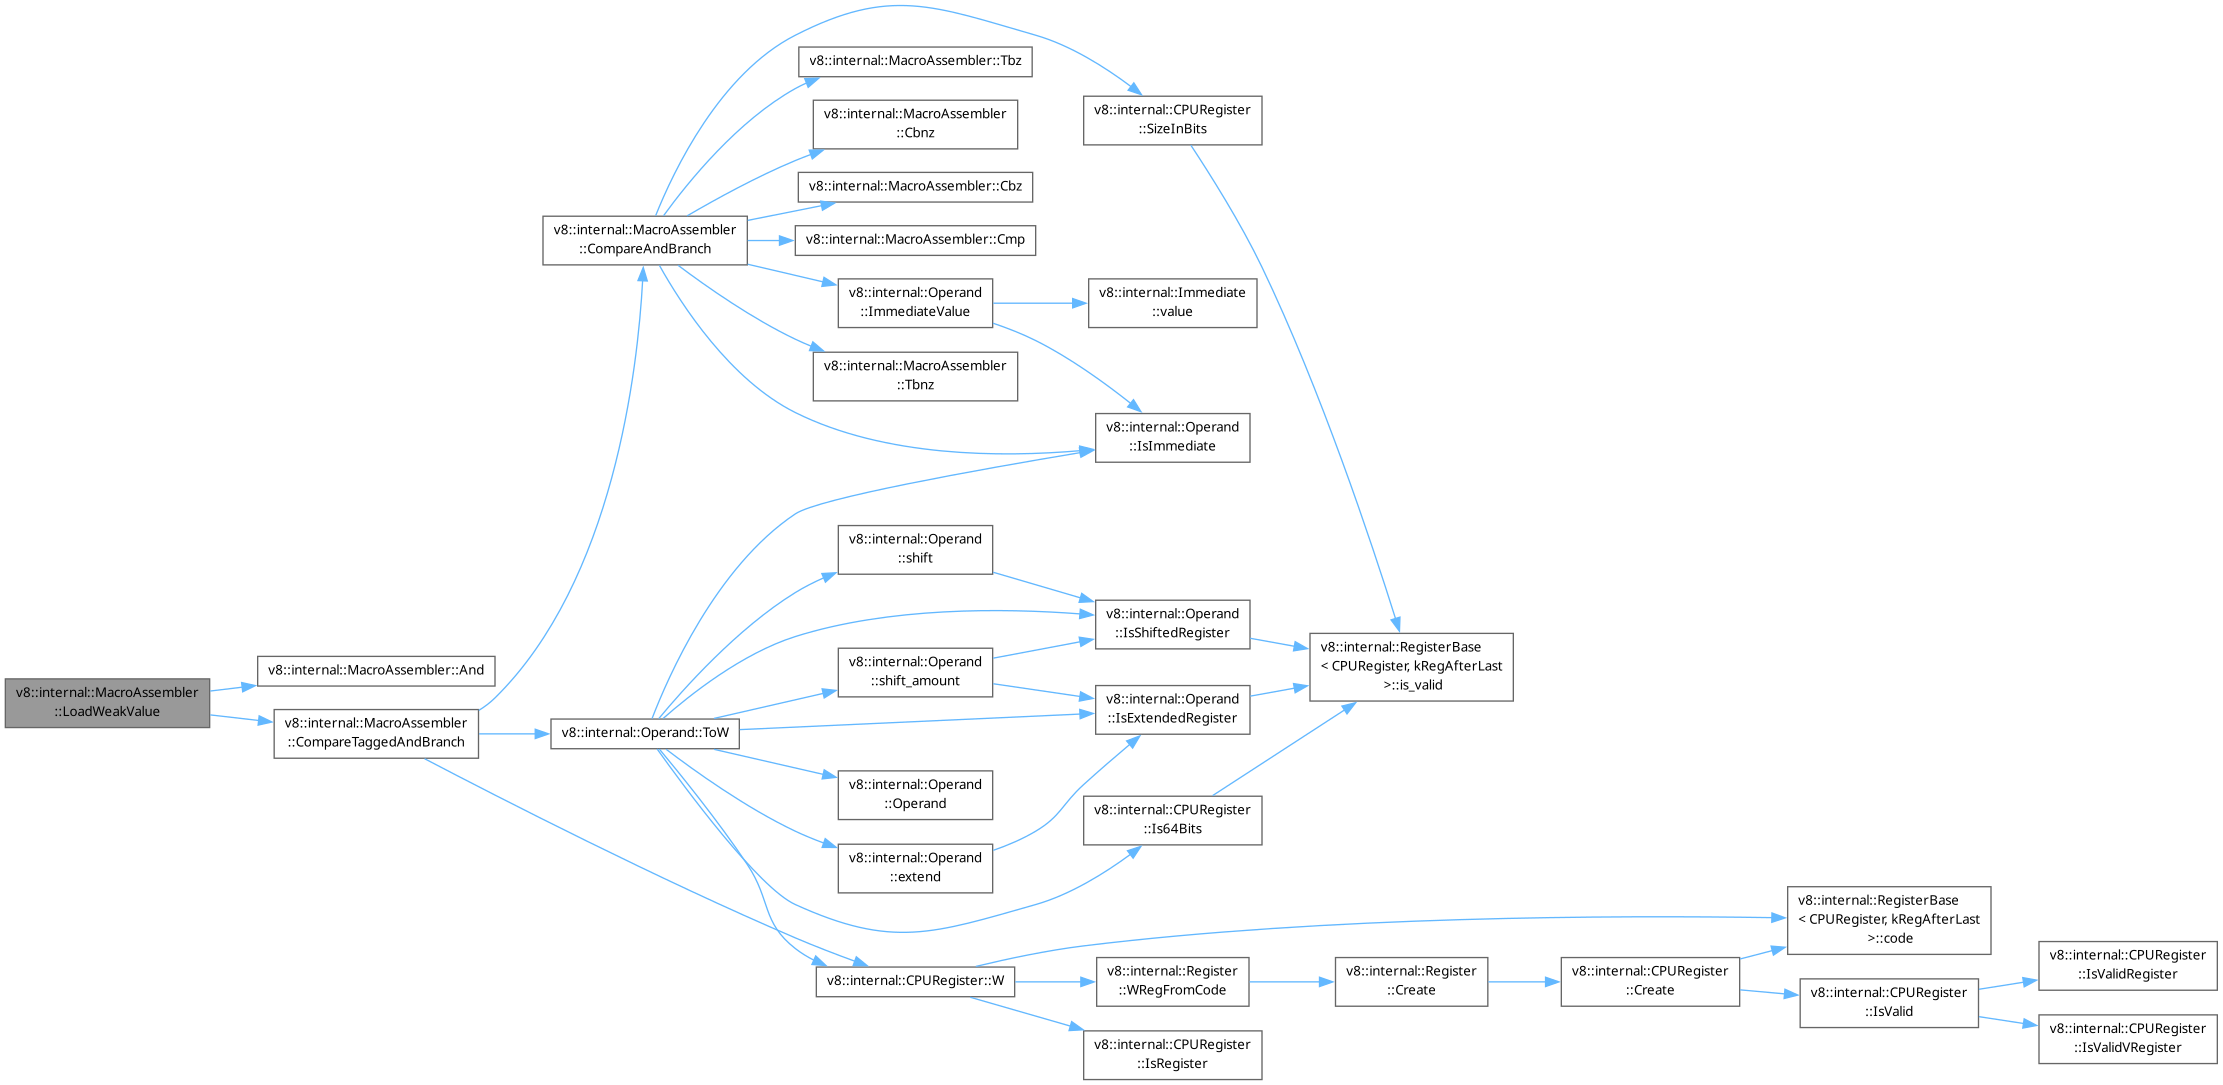 v8::internal::MacroAssembler
::LoadWeakValue
v8::internal::MacroAssembler::And
v8::internal::MacroAssembler
::CompareTaggedAndBranch
v8::internal::MacroAssembler
::CompareAndBranch
v8::internal::Operand::ToW
v8::internal::MacroAssembler::Tbz
v8::internal::MacroAssembler
::Cbnz
v8::internal::MacroAssembler::Cbz
v8::internal::MacroAssembler::Cmp
v8::internal::Operand
::ImmediateValue
v8::internal::MacroAssembler
::Tbnz
v8::internal::Operand
::shift
v8::internal::Operand
::shift_amount
v8::internal::Operand
::Operand
v8::internal::Operand
::extend
v8::internal::CPURegister::W
v8::internal::CPURegister
::SizeInBits
v8::internal::Immediate
::value
v8::internal::Operand
::IsImmediate
v8::internal::Operand
::IsShiftedRegister
v8::internal::Operand
::IsExtendedRegister
v8::internal::CPURegister
::Is64Bits
v8::internal::Register
::WRegFromCode
v8::internal::CPURegister
::IsRegister
v8::internal::RegisterBase
< CPURegister, kRegAfterLast
>::is_valid
v8::internal::Register
::Create
v8::internal::CPURegister
::Create
v8::internal::RegisterBase
< CPURegister, kRegAfterLast
>::code
v8::internal::CPURegister
::IsValid
v8::internal::CPURegister
::IsValidRegister
v8::internal::CPURegister
::IsValidVRegister